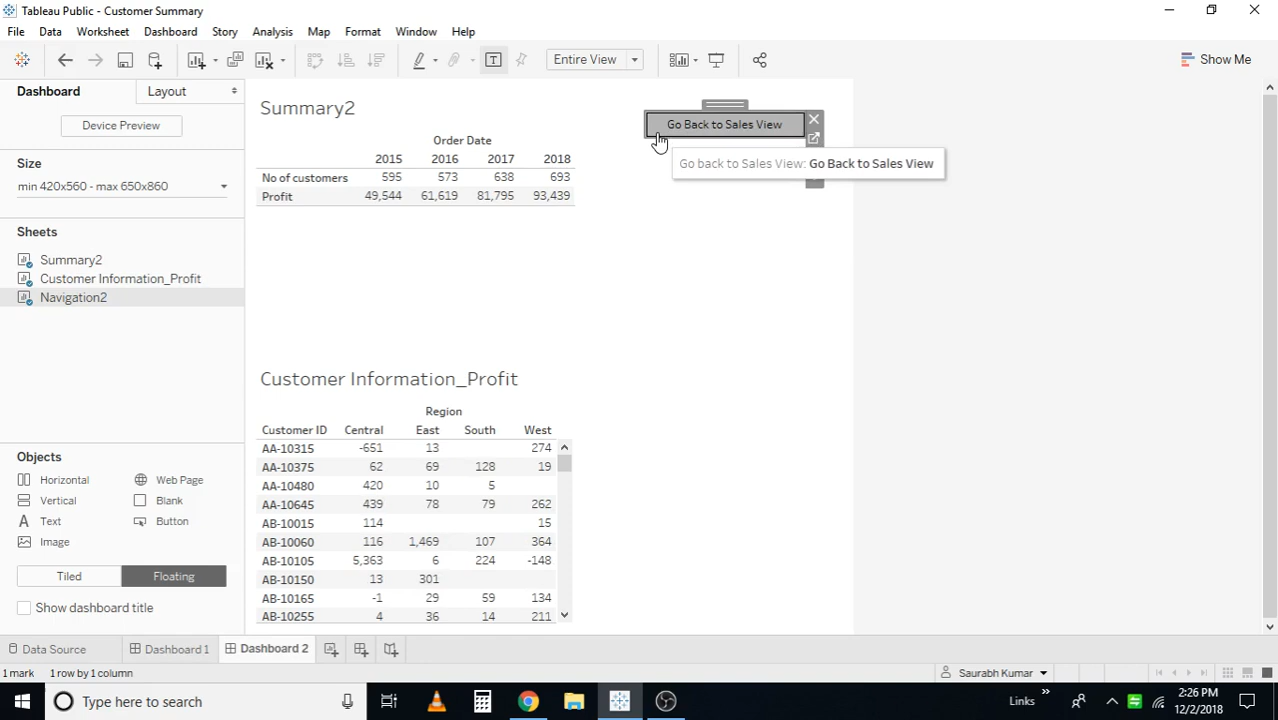 Tableau Public - Customer Summary
File Data Worksheet Dashboard Story Analysis Map Format Window Help
Entire View
Show Me
Dashboard Layout
Device Preview
Size
min 420x560 - max 650x860
Sheets
Summary2
Customer Information_Profit
Navigation2
Objects
Horizontal Web Page
Vertical Blank
A Text Button
Image
Tiled Floating
Show dashboard title
Summary2
Order Date
2015 2016 2017 2018
No of customers 595 573 638 693
Profit 49,544 61,619 81,795 93,439
Go Back to Sales View
Go back to Sales View: Go Back to Sales View
Customer Information_Profit
Region
Customer ID Central East South West
AA-10315 -651 13 274
AA-10375 62 69 128 19
AA-10480 420 10 5
AA-10645 439 78 79 262
AB-10015 114 15
AB-10060 116 1,469 107 364
AB-10105 5,363 6 224 -148
AB-10150 13 301
AB-10165 -1 29 59 134
AB-10255 4 36 14 211
Data Source Dashboard 1 Dashboard 2
1 mark 1 row by 1 column
Saurabh Kumar
Type here to search
Links
2:26 PM
12/2/2018